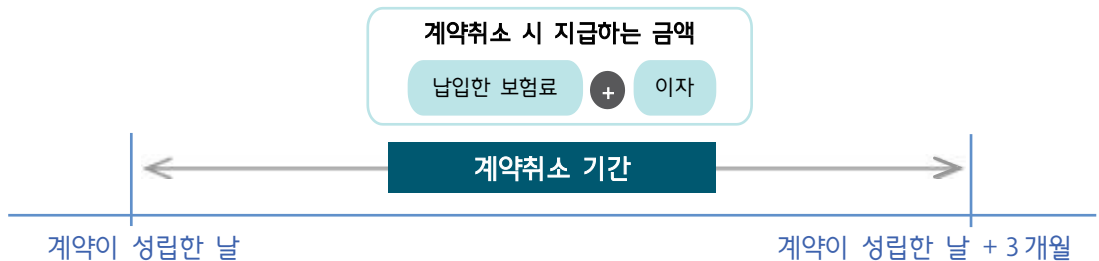 계약취소 시 지급하는 금액
납입한 보험료 + 이자
계약취소 기간
계약이 성립한 날
계약이 성립한 날 + 3개월